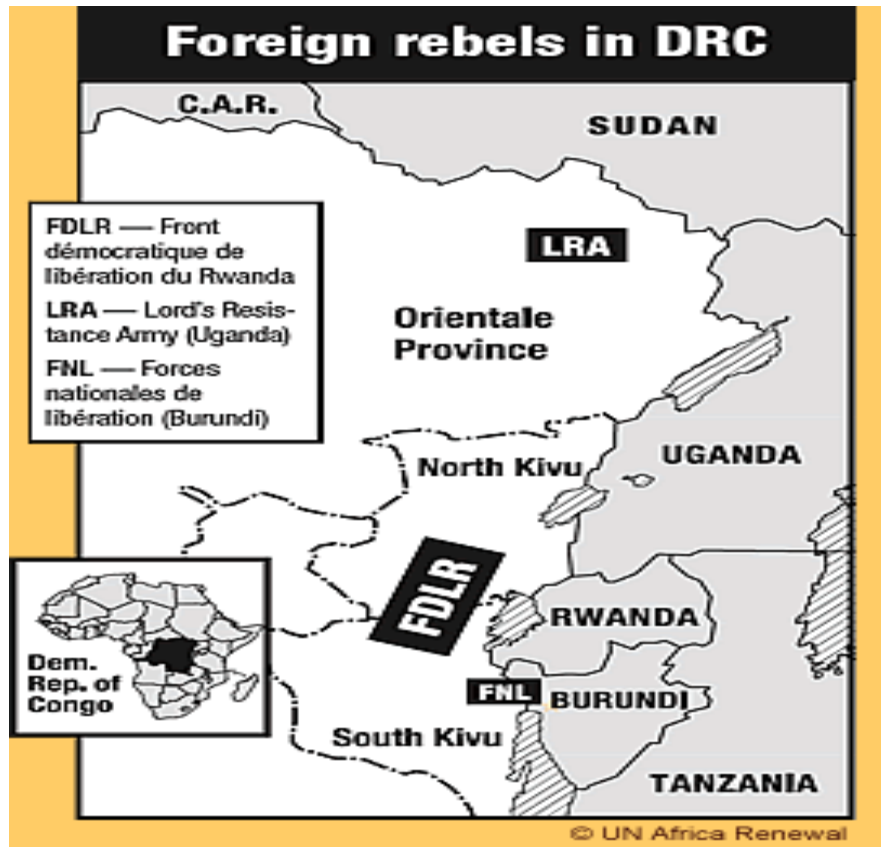 Foreign rebels in DRC
C.A.R.
SUDAN
FDLR — Front
démocratique de
libération du Rwanda
LRA — Lord's Resis-
tance Army (Uganda)
FNL — Forces
nationales de
libération (Burundi)
LRA
Orientale
Province
North Kivu
UGANDA
FDLR
RWANDA
Dem.
Rep. of
Congo
FNL
BURUNDI
South Kivu
TANZANIA
© UN Africa Renewal